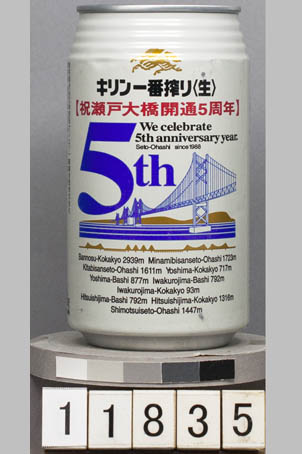 キリン一番搾り〈生〉
【祝瀬戸大橋開通5周年】
We celebrate
5th anniversary year.
Seto-Ohashi since1988
5th
Bannosu-Kokakyo 2939m Minamibisanseto-Ohashi 1723m
Kitabisanseto-Ohashi 1611m Yoshima-Kokakyo 717m
Yoshima-Bashi 877m Iwakurojima-Bashi 792m
Iwakurojima-Kokakyo 93m
Hitsuishijima-Bashi 792m Hitsuishijima-Kokakyo 1316m
Shimotsuiseto-Ohashi 1447m
11835